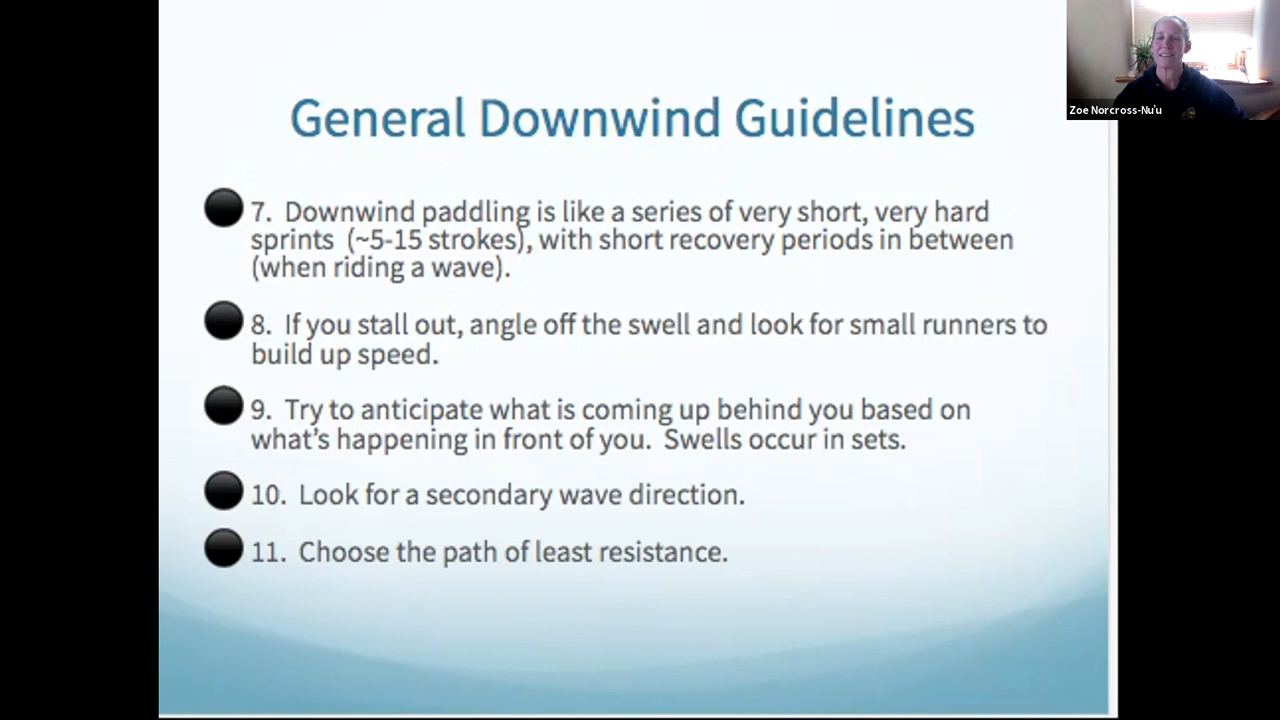 General Downwind Guidelines
7. Downwind paddling is like a series of very short, very hard
sprints (~5-15 strokes), with short recovery periods in between
(when riding a wave).
8. If you stall out, angle off the swell and look for small runners to
build up speed.
9. Try to anticipate what is coming up behind you based on
what's happening in front of you. Swells occur in sets.
10. Look for a secondary wave direction.
11. Choose the path of least resistance.
Zoe Norcross-Nu'u